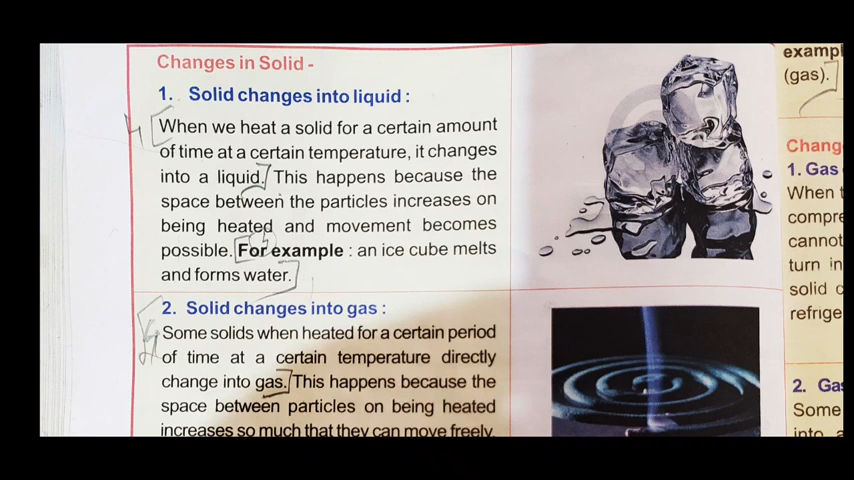 Changes in Solid -
1. Solid changes into liquid :
When we heat a solid for a certain amount
of time at a certain temperature, it changes
into a liquid. This happens because the
space between the particles increases on
being heated and movement becomes
possible. For example : an ice cube melts
and forms water.
2. Solid changes into gas :
Some solids when heated for a certain period
of time at a certain temperature directly
change into gas. This happens because the
space between particles on being heated
increases so much that they can move freely.
examp
(gas).
Chang
1. Gas
When t
compre
cannot
turn in
solid c
refrige
2. Gas
Some
into a